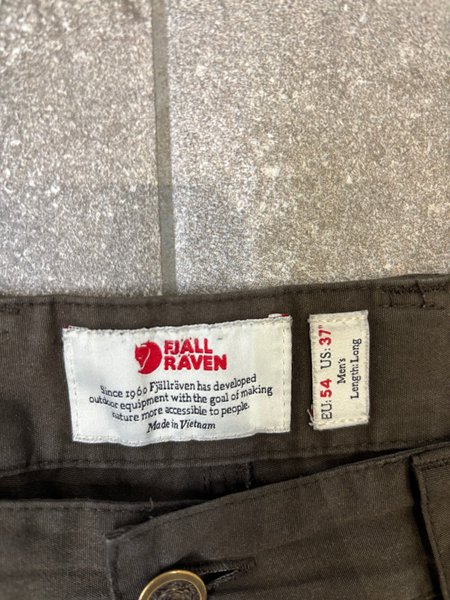 FJÄLL
RÄVEN
Since 1960 Fjällräven has developed
outdoor equipment with the goal of making
nature more accessible to people.
Made in Vietnam
EU: 54 US: 37"
Men's
Length: Long